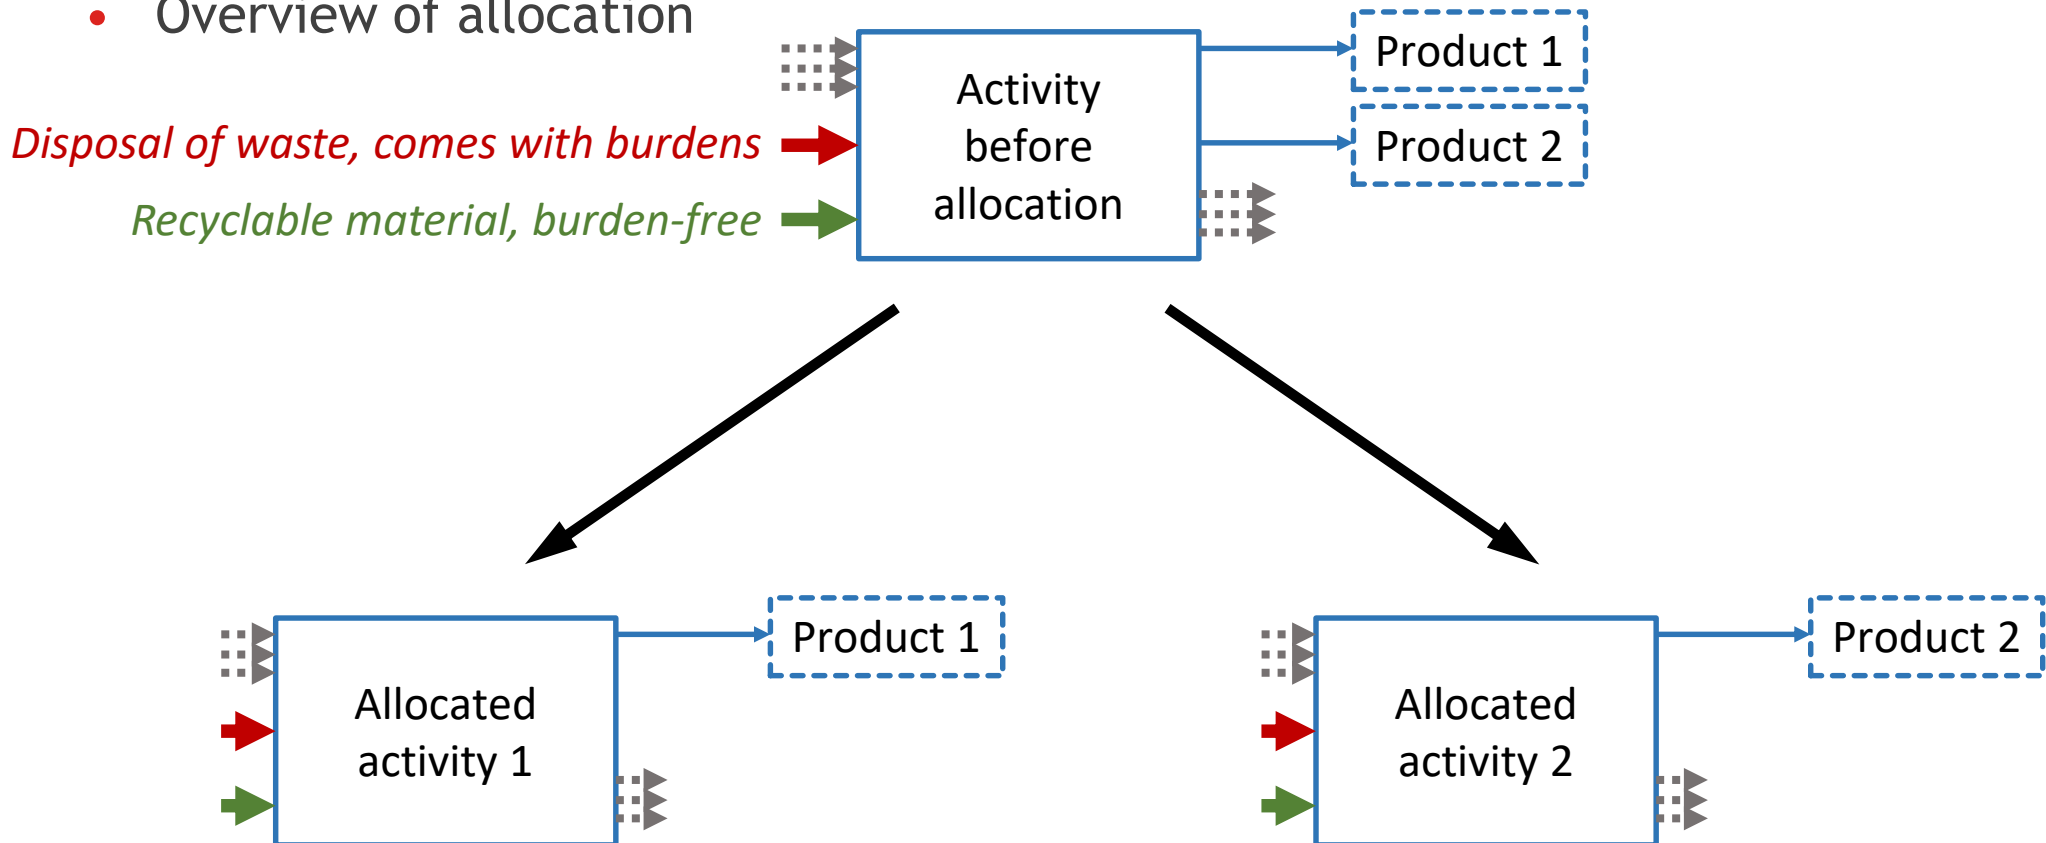 • Overview of allocation
Product 1
Activity
before
allocation
Disposal of waste, comes with burdens
Product 2
Recyclable material, burden-free
Product 1
Allocated
activity 1
Product 2
Allocated
activity 2